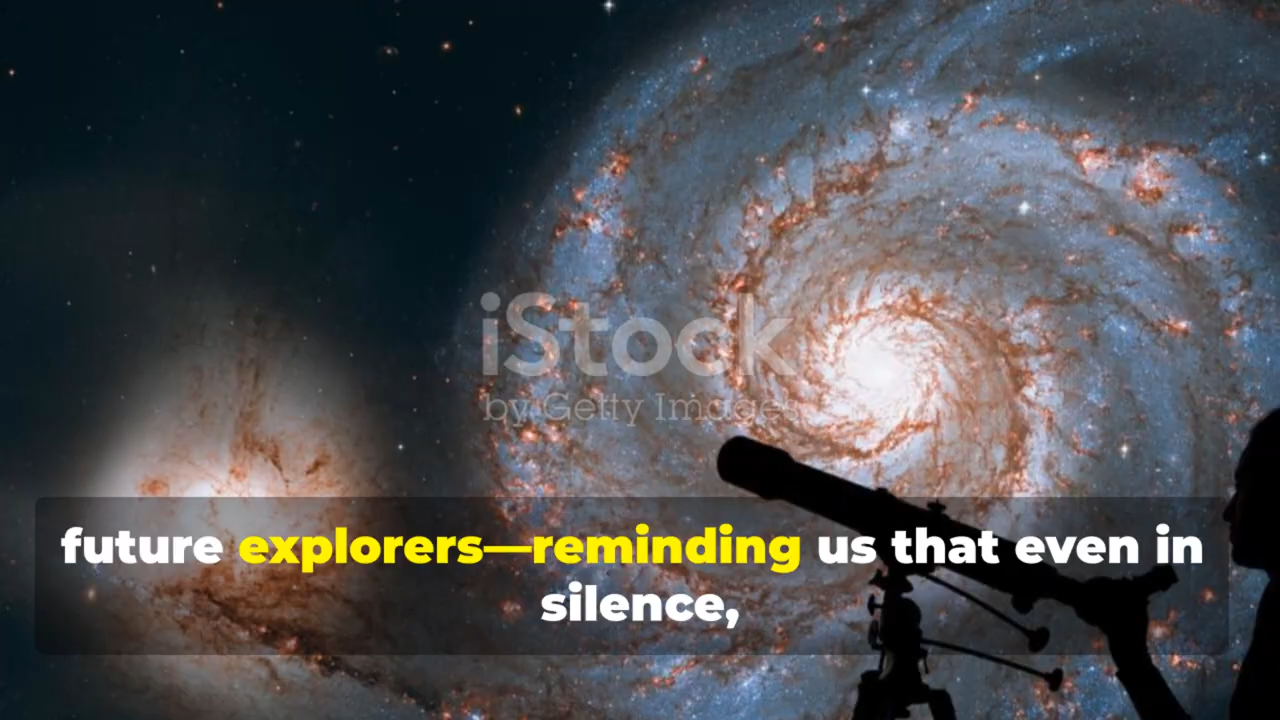 iStock
by Getty Images
future explorers—reminding us that even in
silence,